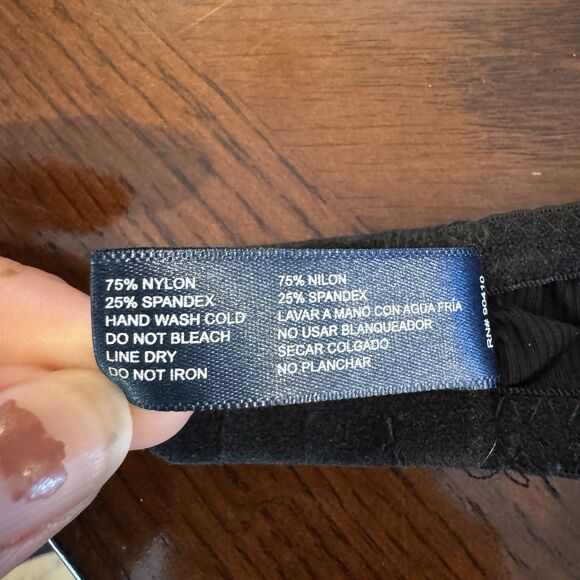 75% NYLON
25% SPANDEX
HAND WASH COLD
DO NOT BLEACH
LINE DRY
DO NOT IRON
75% NILON
25% SPANDEX
LAVAR A MANO CON AGUA FRÍA
NO USAR BLANQUEADOR
SECAR COLGADO
NO PLANCHAR
RN# 90410